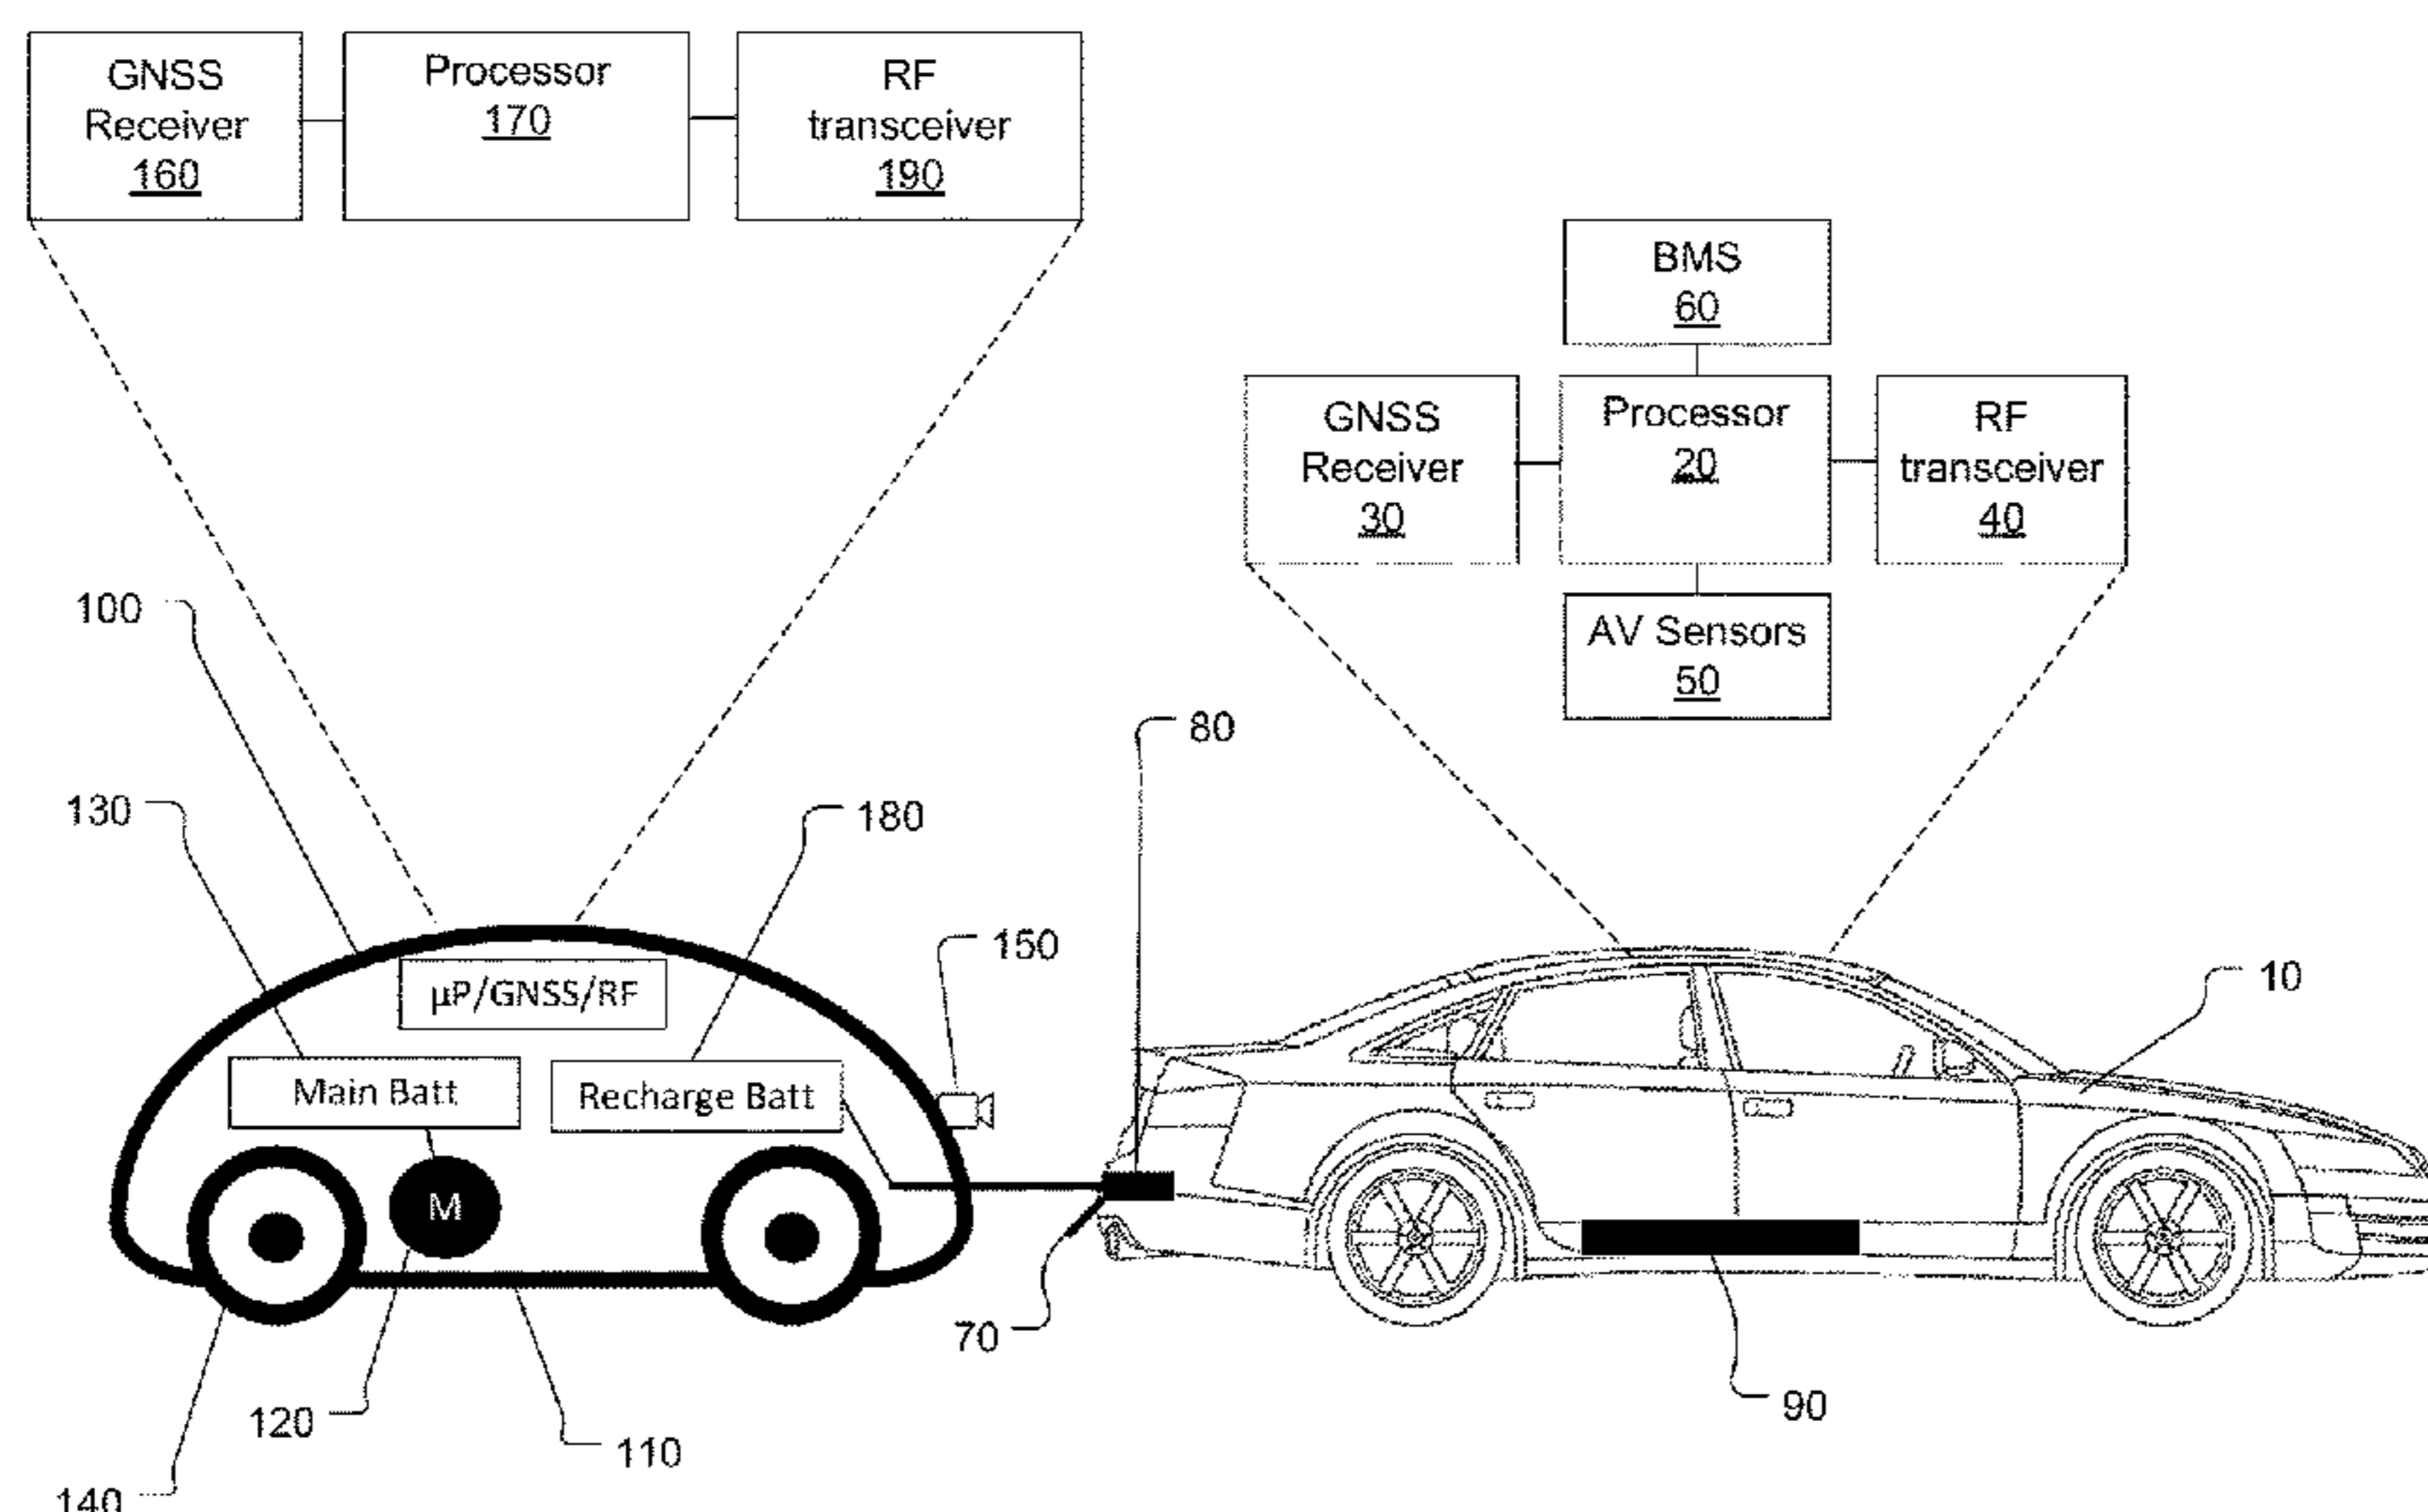 GNSS
Receiver
160
Processor
170
RF
transceiver
190
BMS
60
GNSS
Receiver
30
Processor
20
RF
transceiver
40
AV Sensors
50
100
130
180
80
150
10
µP/GNSS/RF
Main Batt
Recharge Batt
M
70
90
120
110
140